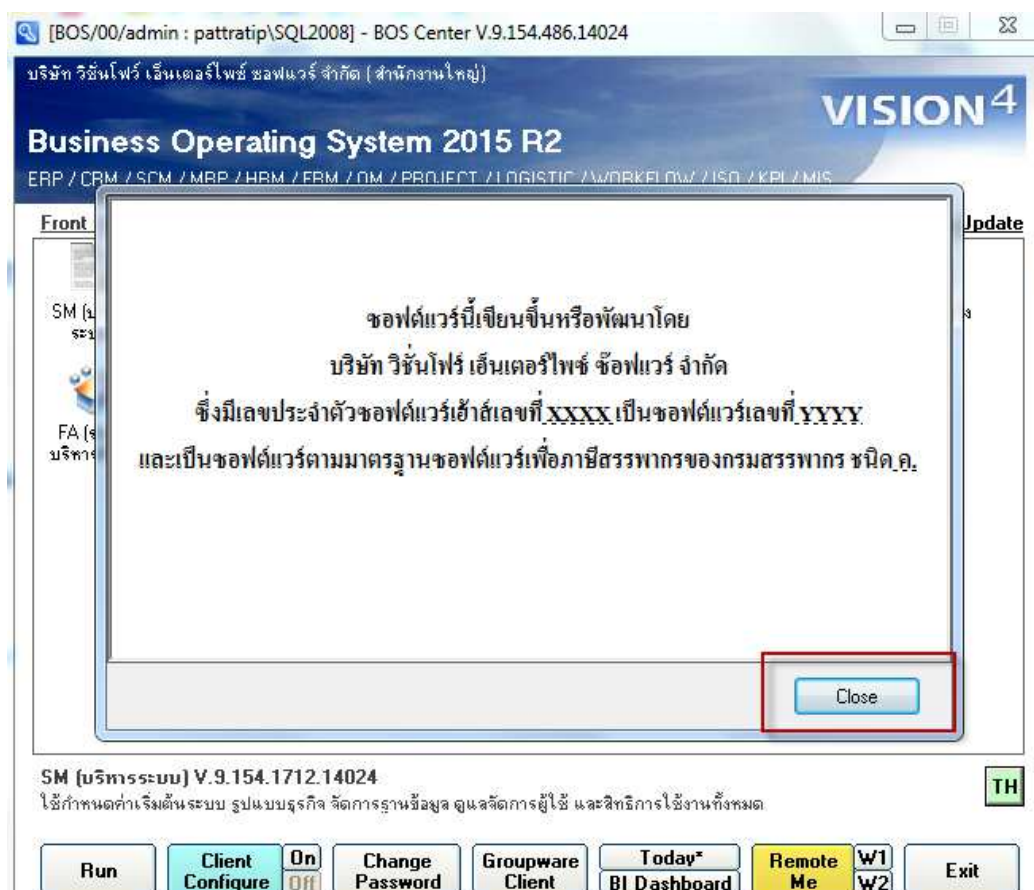 [BOS/00/admin : pattratip\SQL2008] - BOS Center V.9.154.486.14024
บริษัท วิชั่นโฟว์ เอ็นเตอร์ไพซ์ ซอฟแวร์ จำกัด (สำนักงานใหญ่)
VISION4
Business Operating System 2015 R2
ERP / CRM / SCM / MRP / HRM / FRM / OM / PROJECT / LOGISTIC / WORKFLOW / ISO / KPI / MIS
Front
Update
SM
ซอฟต์แวร์นี้เขียนขึ้นหรือพัฒนาโดย
บริษัท วิชั่นโฟร์ เอ็นเตอร์ไพซ์ ซ๊อฟแวร์ จำกัด
ซึ่งมีเลขประจำตัวซอฟต์แวร์เฮ้าส์เลขที่ XXXX เป็นซอฟต์แวร์เลขที่ YYYY
และเป็นซอฟต์แวร์ตามมาตรฐานซอฟต์แวร์เพื่อภาษีสรรพากรของกรมสรรพากร ชนิด ค.
FA
Close
SM (บริหารระบบ) V.9.154.1712.14024
ใช้กำหนดค่าเริ่มต้นระบบ รูปแบบธุรกิจ จัดการฐานข้อมูล ดูแลจัดการผู้ใช้ และสิทธิการใช้งานทั้งหมด
TH
Run
Client Configure
On
Off
Change Password
Groupware Client
Today*
BI Dashboard
Remote Me
W1
W2
Exit